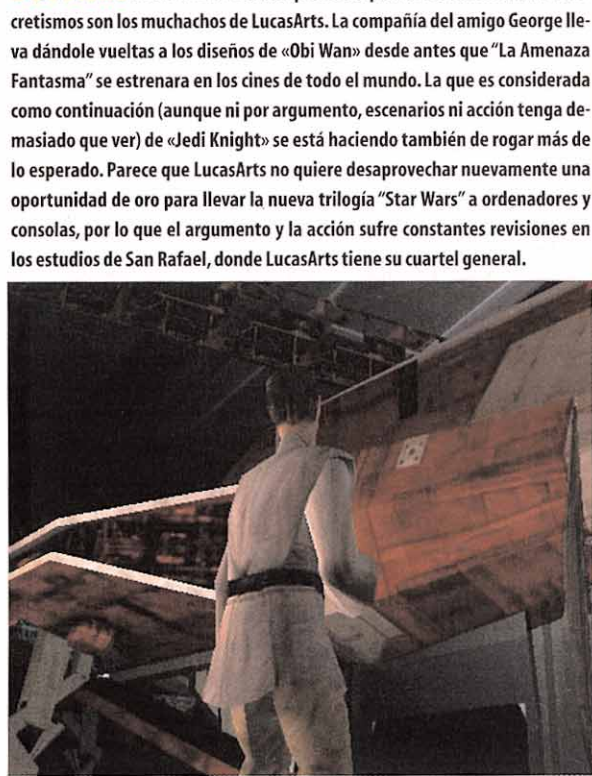 cretismos son los muchachos de LucasArts. La compañía del amigo George lle-
va dándole vueltas a los diseños de «Obi Wan» desde antes que “La Amenaza
Fantasma” se estrenara en los cines de todo el mundo. La que es considerada
como continuación (aunque ni por argumento, escenarios ni acción tenga de-
masiado que ver) de «Jedi Knight» se está haciendo también de rogar más de
lo esperado. Parece que LucasArts no quiere desaprovechar nuevamente una
oportunidad de oro para llevar la nueva trilogía “Star Wars” a ordenadores y
consolas, por lo que el argumento y la acción sufre constantes revisiones en
los estudios de San Rafael, donde LucasArts tiene su cuartel general.